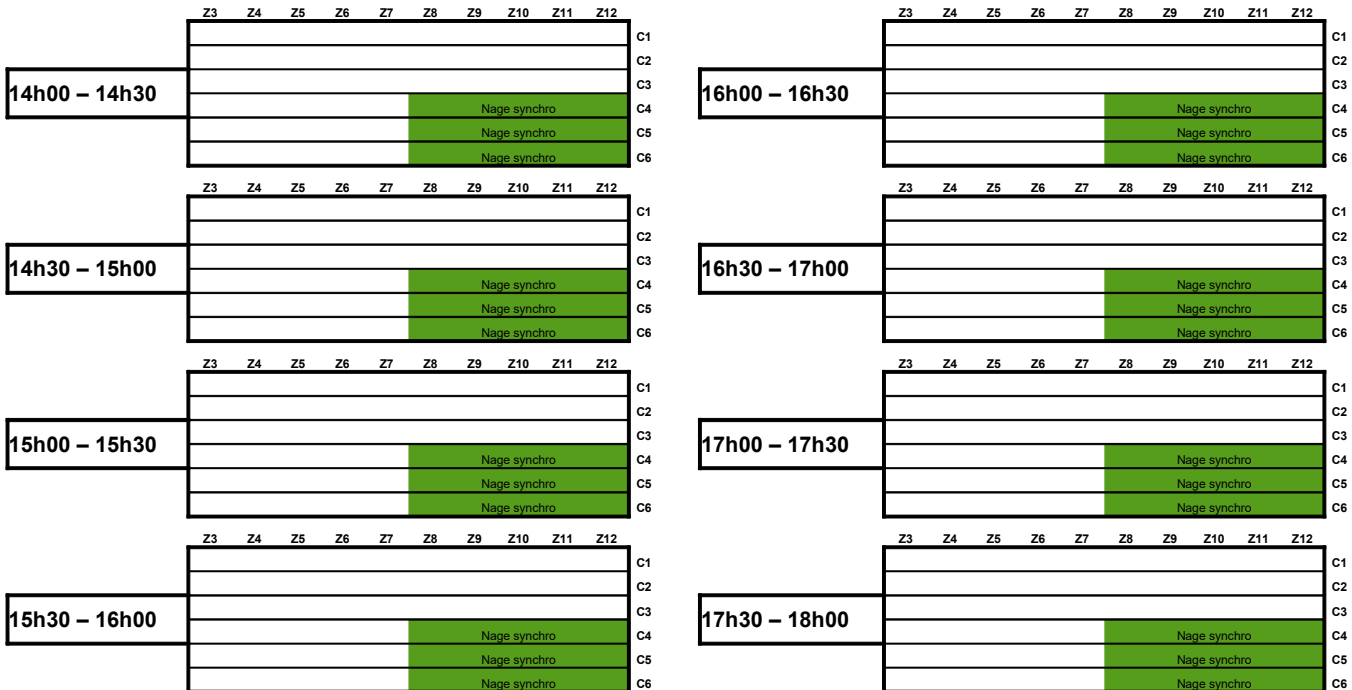 Z3 Z4 Z5 Z6 Z7 Z8 Z9 Z10 Z11 Z12
C1
C2
14h00 – 14h30
C3
Nage synchro C4
Nage synchro C5
Nage synchro C6
Z3 Z4 Z5 Z6 Z7 Z8 Z9 Z10 Z11 Z12
C1
C2
14h30 – 15h00
C3
Nage synchro C4
Nage synchro C5
Nage synchro C6
Z3 Z4 Z5 Z6 Z7 Z8 Z9 Z10 Z11 Z12
C1
C2
15h00 – 15h30
C3
Nage synchro C4
Nage synchro C5
Nage synchro C6
Z3 Z4 Z5 Z6 Z7 Z8 Z9 Z10 Z11 Z12
C1
C2
15h30 – 16h00
C3
Nage synchro C4
Nage synchro C5
Nage synchro C6
Z3 Z4 Z5 Z6 Z7 Z8 Z9 Z10 Z11 Z12
C1
C2
16h00 – 16h30
C3
Nage synchro C4
Nage synchro C5
Nage synchro C6
Z3 Z4 Z5 Z6 Z7 Z8 Z9 Z10 Z11 Z12
C1
C2
16h30 – 17h00
C3
Nage synchro C4
Nage synchro C5
Nage synchro C6
Z3 Z4 Z5 Z6 Z7 Z8 Z9 Z10 Z11 Z12
C1
C2
17h00 – 17h30
C3
Nage synchro C4
Nage synchro C5
Nage synchro C6
Z3 Z4 Z5 Z6 Z7 Z8 Z9 Z10 Z11 Z12
C1
C2
17h30 – 18h00
C3
Nage synchro C4
Nage synchro C5
Nage synchro C6